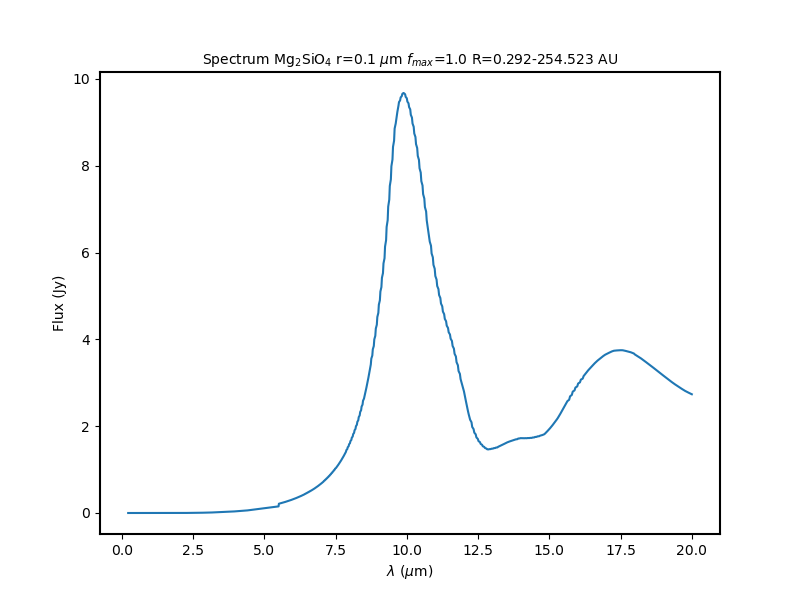 Spectrum Mg₂SiO₄ r=0.1 μm f_max=1.0 R=0.292-254.523 AU
10
8
6
4
2
0
Flux (Jy)
0.0 2.5 5.0 7.5 10.0 12.5 15.0 17.5 20.0
λ (μm)